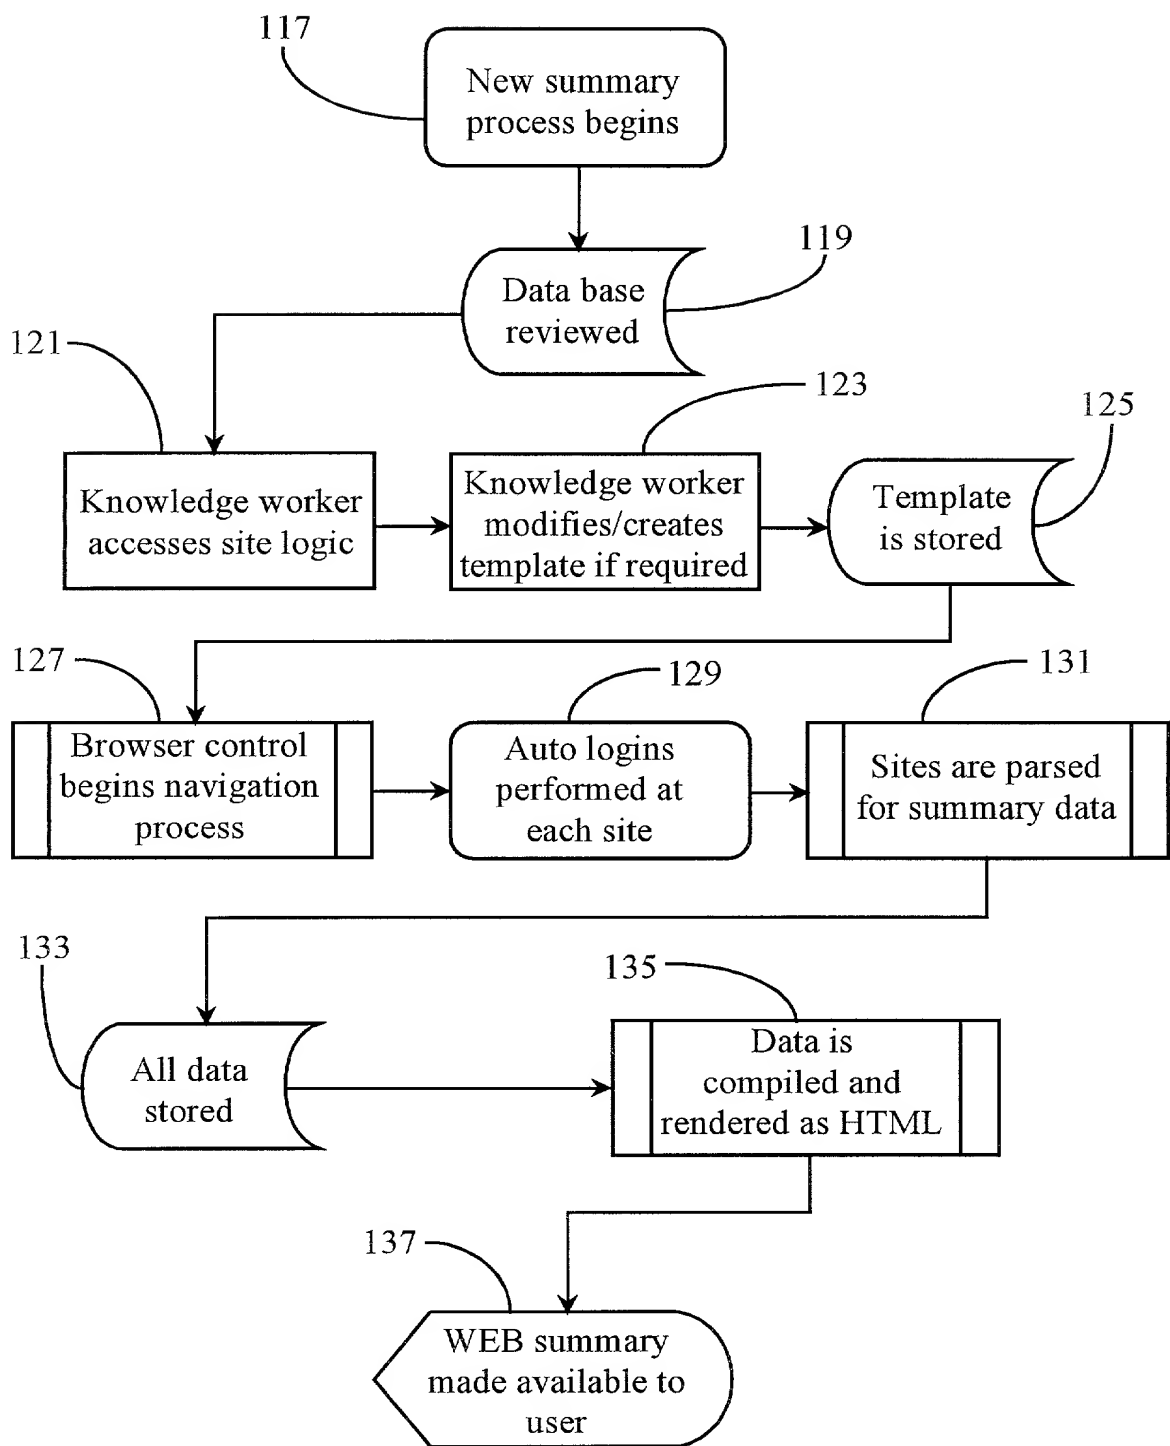 117
New summary
process begins
119
Data base
reviewed
121
Knowledge worker
accesses site logic
123
Knowledge worker
modifies/creates
template if required
125
Template
is stored
127
Browser control
begins navigation
process
129
Auto logins
performed at
each site
131
Sites are parsed
for summary data
133
All data
stored
135
Data is
compiled and
rendered as HTML
137
WEB summary
made available to
user